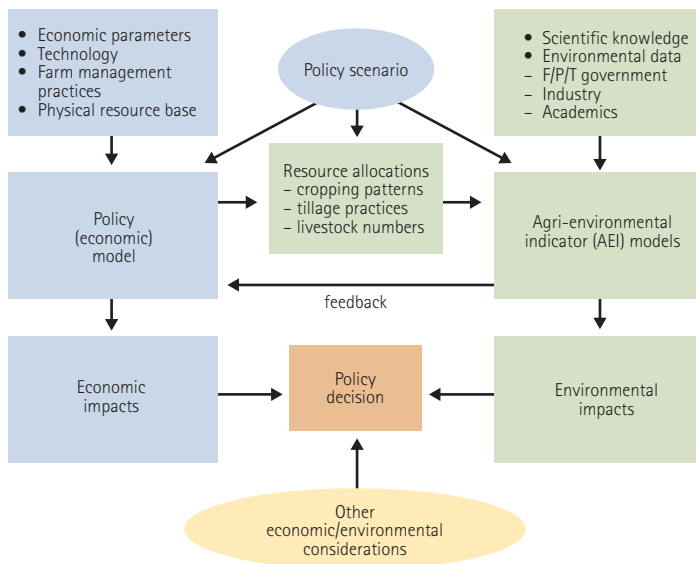 • Economic parameters
• Technology
• Farm management
practices
• Physical resource base
Policy scenario
• Scientific knowledge
• Environmental data
– F/P/T government
– Industry
– Academics
Policy
(economic)
model
Resource allocations
– cropping patterns
– tillage practices
– livestock numbers
Agri-environmental
indicator (AEI) models
feedback
Economic
impacts
Policy
decision
Environmental
impacts
Other
economic/environmental
considerations